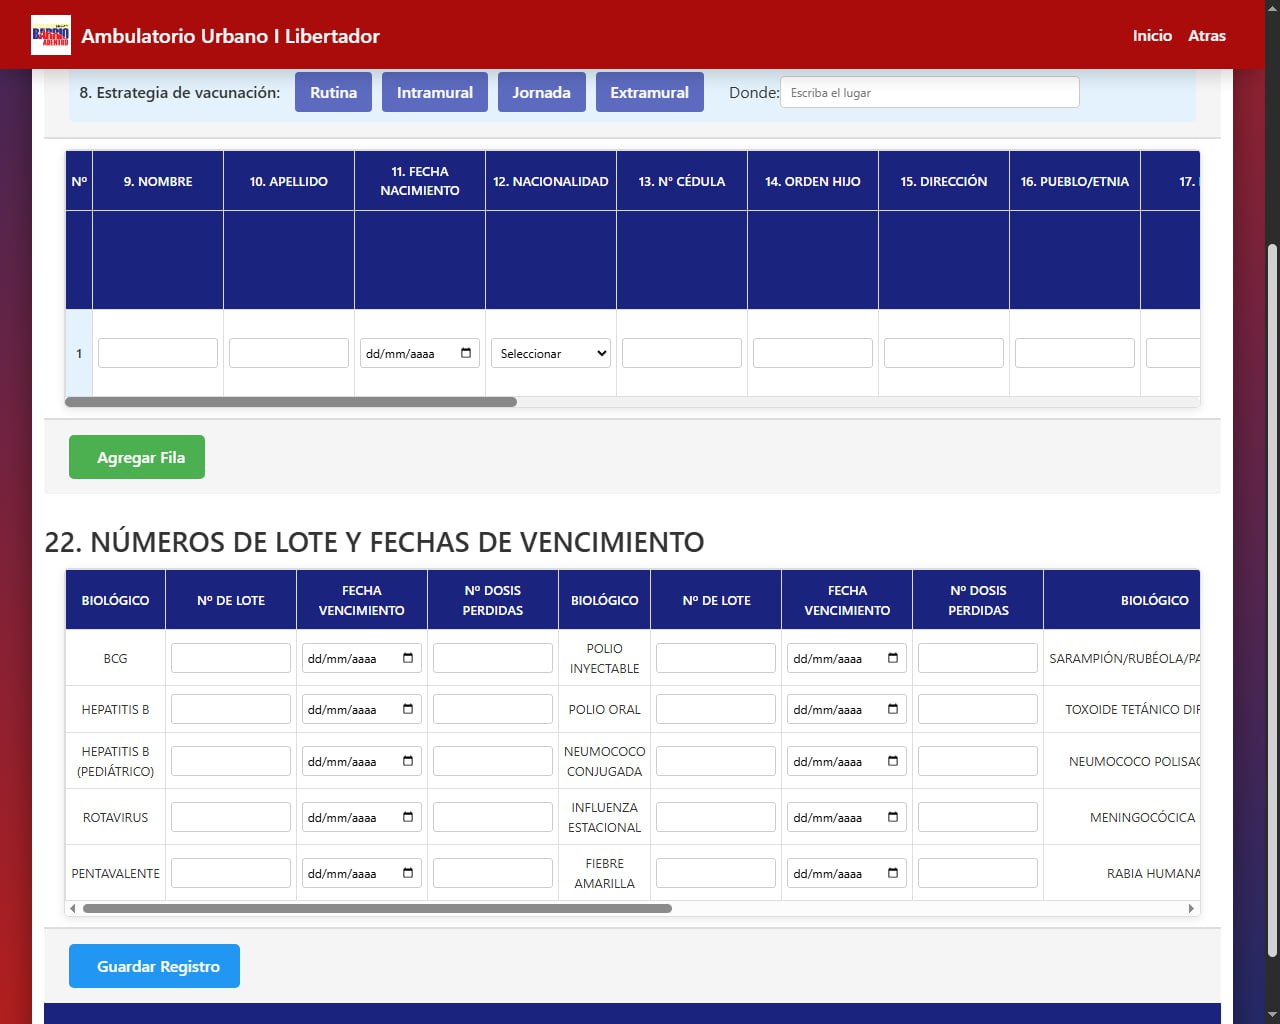 BARRIO
ADENTRO
Ambulatorio Urbano I Libertador
Inicio
Atras
8. Estrategia de vacunación:
Rutina
Intramural
Jornada
Extramural
Donde:
Escriba el lugar
Nº
9. NOMBRE
10. APELLIDO
11. FECHA
NACIMIENTO
12. NACIONALIDAD
13. N° CÉDULA
14. ORDEN HIJO
15. DIRECCIÓN
16. PUEBLO/ETNIA
17.
1
dd/mm/aaaa
Seleccionar
Agregar Fila
22. NÚMEROS DE LOTE Y FECHAS DE VENCIMIENTO
BIOLÓGICO
Nº DE LOTE
FECHA
VENCIMIENTO
Nº DOSIS
PERDIDAS
BIOLÓGICO
Nº DE LOTE
FECHA
VENCIMIENTO
Nº DOSIS
PERDIDAS
BIOLÓGICO
BCG
dd/mm/aaaa
POLIO
INYECTABLE
dd/mm/aaaa
SARAMPIÓN/RUBÉOLA/PA
HEPATITIS B
dd/mm/aaaa
POLIO ORAL
dd/mm/aaaa
TOXOIDE TETÁNICO DIF
HEPATITIS B
(PEDIÁTRICO)
dd/mm/aaaa
NEUMOCOCO
CONJUGADA
dd/mm/aaaa
NEUMOCOCO POLISAC
ROTAVIRUS
dd/mm/aaaa
INFLUENZA
ESTACIONAL
dd/mm/aaaa
MENINGOCÓCICA
PENTAVALENTE
dd/mm/aaaa
FIEBRE
AMARILLA
dd/mm/aaaa
RABIA HUMANA
Guardar Registro